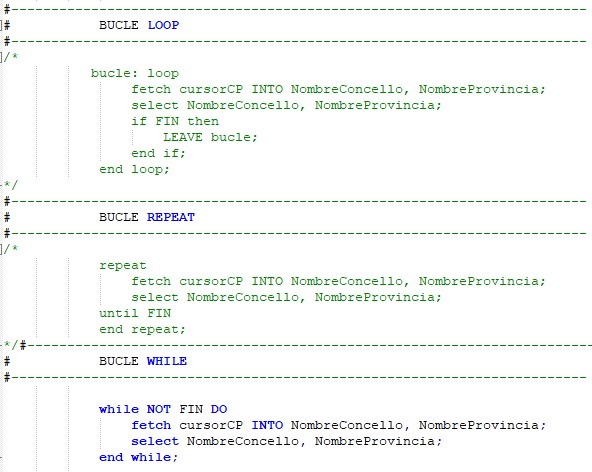 #------------------------------------------------------------------------
#           BUCLE LOOP
#------------------------------------------------------------------------
/*
bucle: loop
fetch cursorCP INTO NombreConcello, NombreProvincia;
select NombreConcello, NombreProvincia;
if FIN then
LEAVE bucle;
end if;
end loop;
*/
#------------------------------------------------------------------------
#           BUCLE REPEAT
#------------------------------------------------------------------------
/*
repeat
fetch cursorCP INTO NombreConcello, NombreProvincia;
select NombreConcello, NombreProvincia;
until FIN
end repeat;
*/#------------------------------------------------------------------------
#           BUCLE WHILE
#------------------------------------------------------------------------
while NOT FIN DO
fetch cursorCP INTO NombreConcello, NombreProvincia;
select NombreConcello, NombreProvincia;
end while;